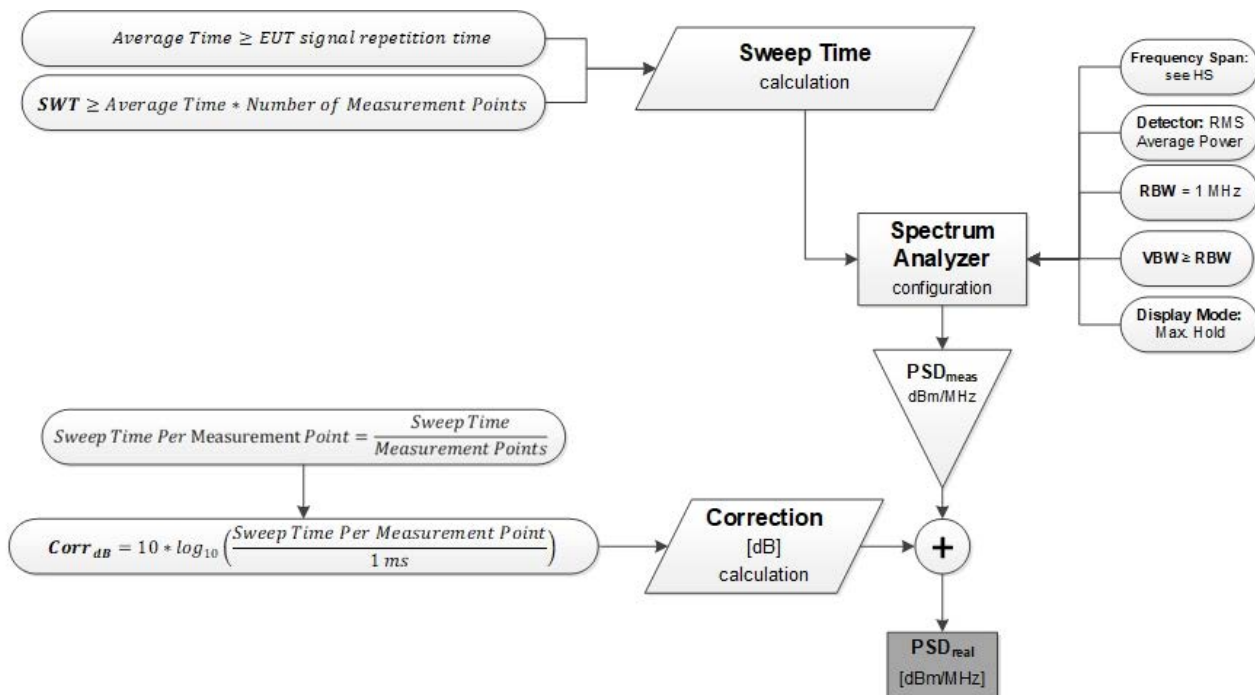 Average Time ≥ EUT signal repetition time
SWT ≥ Average Time * Number of Measurement Points
Sweep Time
calculation
Frequency Span:
see HS
Detector: RMS
Average Power
RBW = 1 MHz
VBW ≥ RBW
Display Mode:
Max. Hold
Spectrum
Analyzer
configuration
PSDmeas
dBm/MHz
Sweep Time Per Measurement Point = Sweep Time / Measurement Points
CorrdB = 10 * log10 (Sweep Time Per Measurement Point / 1 ms)
Correction
[dB]
calculation
+
PSDreal
[dBm/MHz]